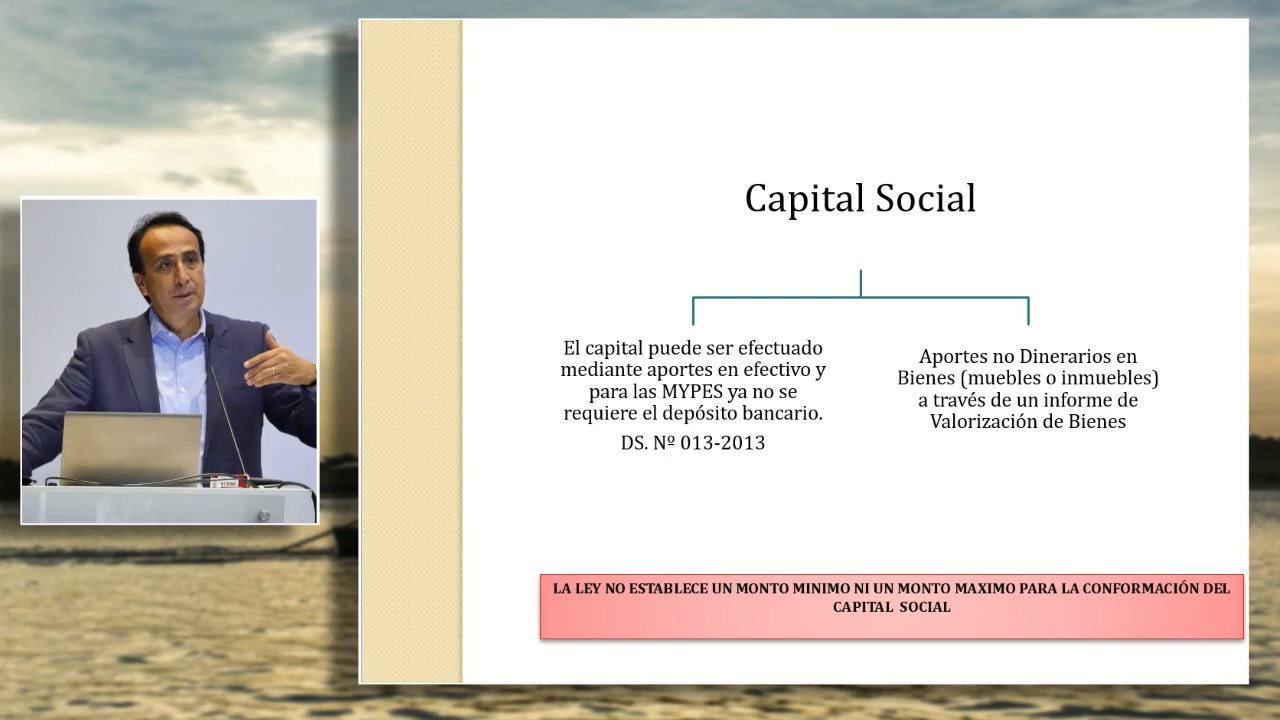 Capital Social
El capital puede ser efectuado
mediante aportes en efectivo y
para las MYPES ya no se
requiere el depósito bancario.
DS. Nº 013-2013
Aportes no Dinerarios en
Bienes (muebles o inmuebles)
a través de un informe de
Valorización de Bienes
LA LEY NO ESTABLECE UN MONTO MINIMO NI UN MONTO MAXIMO PARA LA CONFORMACIÓN DEL
CAPITAL SOCIAL